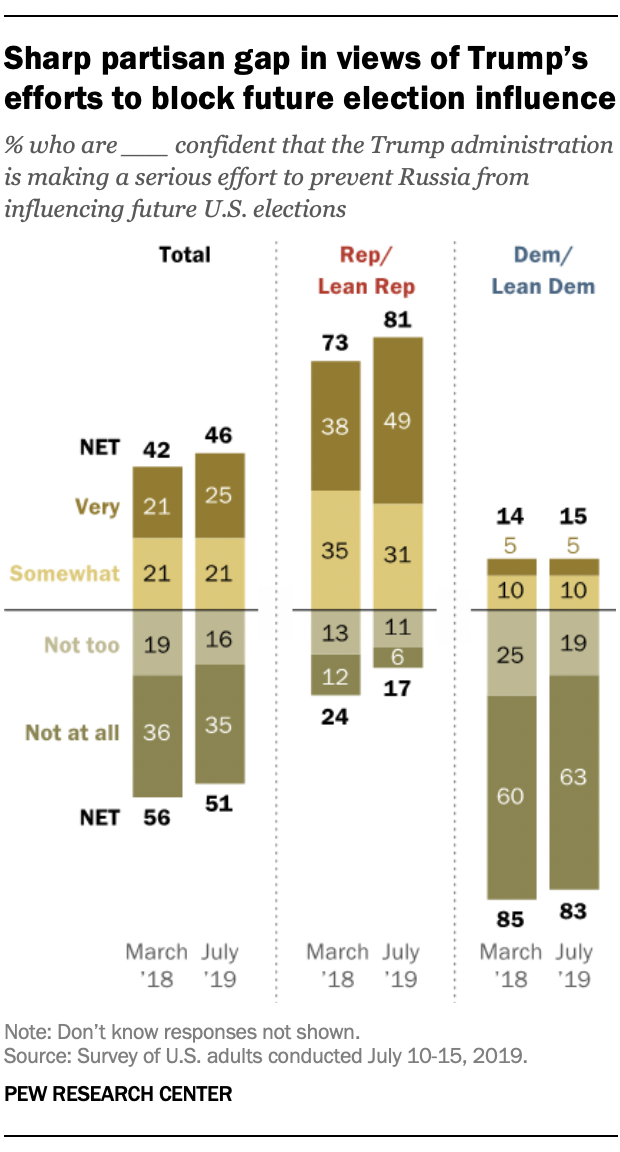 Sharp partisan gap in views of Trump’s
efforts to block future election influence
% who are ___ confident that the Trump administration
is making a serious effort to prevent Russia from
influencing future U.S. elections
Total
Rep/
Lean Rep
Dem/
Lean Dem
NET 42 46
Very 21 25
Somewhat 21 21
Not too 19 16
Not at all 36 35
NET 56 51
73 81
38 49
35 31
13 11
12 6
24 17
14 15
5 5
10 10
25 19
60 63
85 83
March July March July March July
’18 ’19 ’18 ’19 ’18 ’19
Note: Don’t know responses not shown.
Source: Survey of U.S. adults conducted July 10-15, 2019.
PEW RESEARCH CENTER